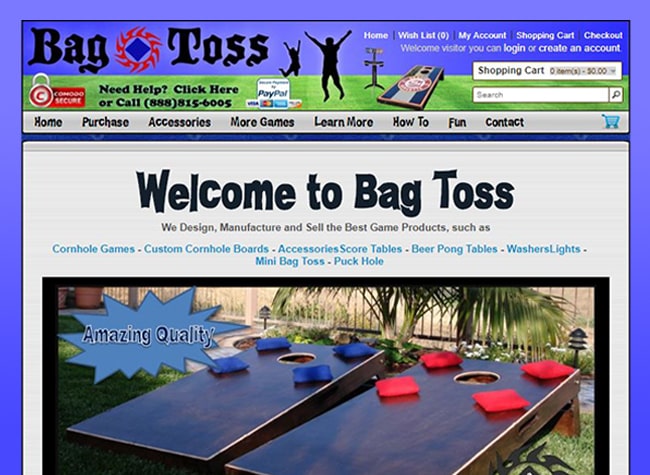 Bag Toss
Home | Wish List (0) | My Account | Shopping Cart | Checkout
Welcome visitor you can login or create an account.
Shopping Cart 0 item(s) - $0.00
Search
COMODO
SECURE
Need Help? Click Here
or Call (888)815-6005
PayPal
VISA
Home Purchase Accessories More Games Learn More How To Fun Contact
Welcome to Bag Toss
We Design, Manufacture and Sell the Best Game Products, such as
Cornhole Games - Custom Cornhole Boards - AccessoriesScore Tables - Beer Pong Tables - WashersLights -
Mini Bag Toss - Puck Hole
Amazing Quality